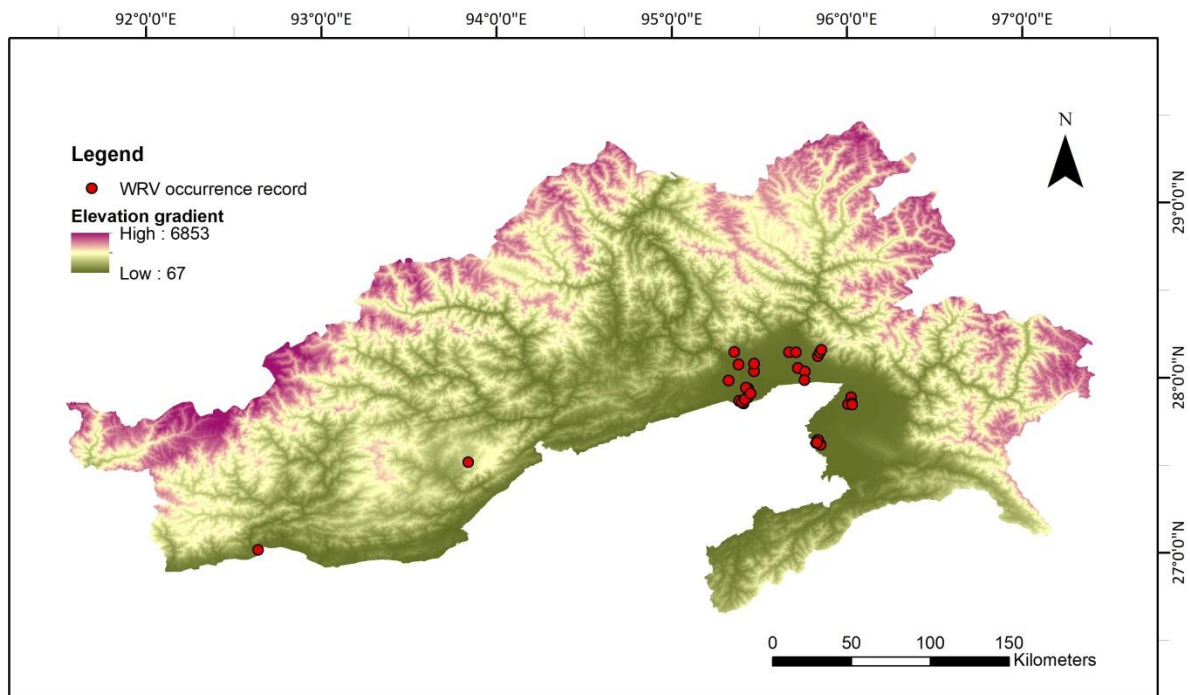 92°0'0"E 93°0'0"E 94°0'0"E 95°0'0"E 96°0'0"E 97°0'0"E
N
Legend
WRV occurrence record
Elevation gradient
High : 6853
Low : 67
29°0'0"N
28°0'0"N
27°0'0"N
0 50 100 150
Kilometers